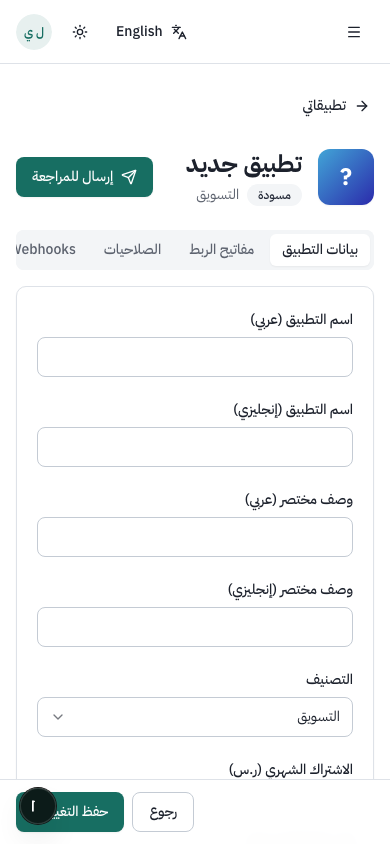 English
ل ي
تطبيقاتي
?
تطبيق جديد
مسودة
التسويق
إرسال للمراجعة
بيانات التطبيق
مفاتيح الربط
الصلاحيات
Webhooks
اسم التطبيق (عربي)
اسم التطبيق (إنجليزي)
وصف مختصر (عربي)
وصف مختصر (إنجليزي)
التصنيف
التسويق
الاشتراك الشهري (ر.س)
رجوع
حفظ